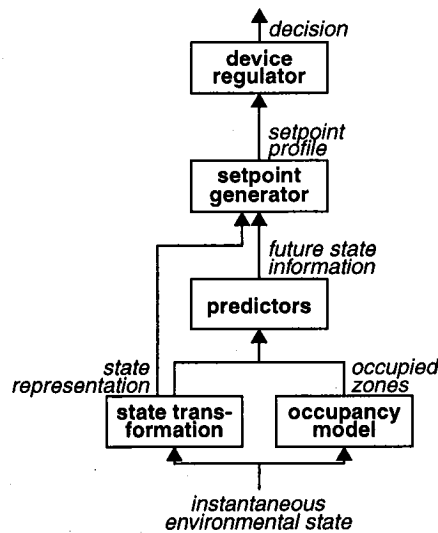 decision
device
regulator
setpoint
profile
setpoint
generator
future state
information
predictors
state
representation
occupied
zones
state trans-
formation
occupancy
model
instantaneous
environmental state